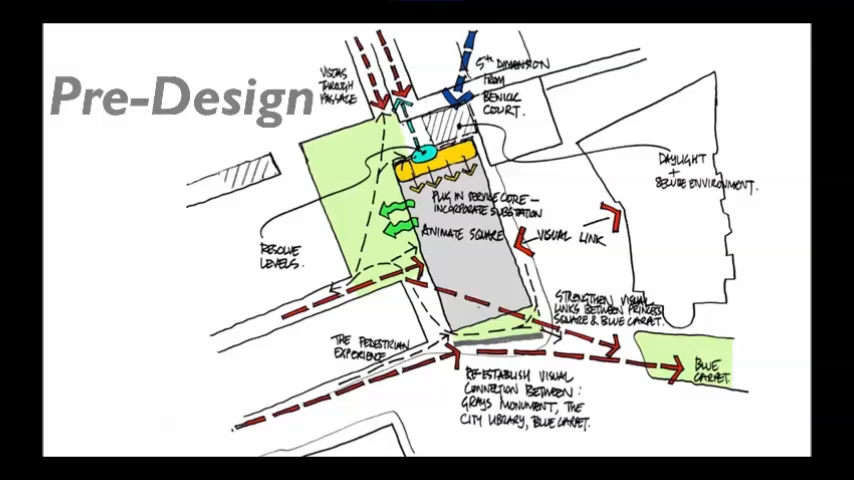 Pre-Design
VISTAS
THROUGH
PASSAGE
5TH DIMENSION
FROM
BEWICK
COURT.
DAYLIGHT
+
SECURE ENVIRONMENT.
PLUG IN SERVICE CORE -
INCORPORATE SUBSTATION
ANIMATE SQUARE
VISUAL LINK
RESOLVE
LEVELS.
STRENGTHEN VISUAL
LINKS BETWEEN PRINCESS
SQUARE & BLUE CARPET.
THE PEDESTRIAN
EXPERIENCE
BLUE
CARPET.
RE-ESTABLISH VISUAL
CONNECTION BETWEEN:
GRAYS MONUMENT, THE
CITY LIBRARY, BLUE CARPET.